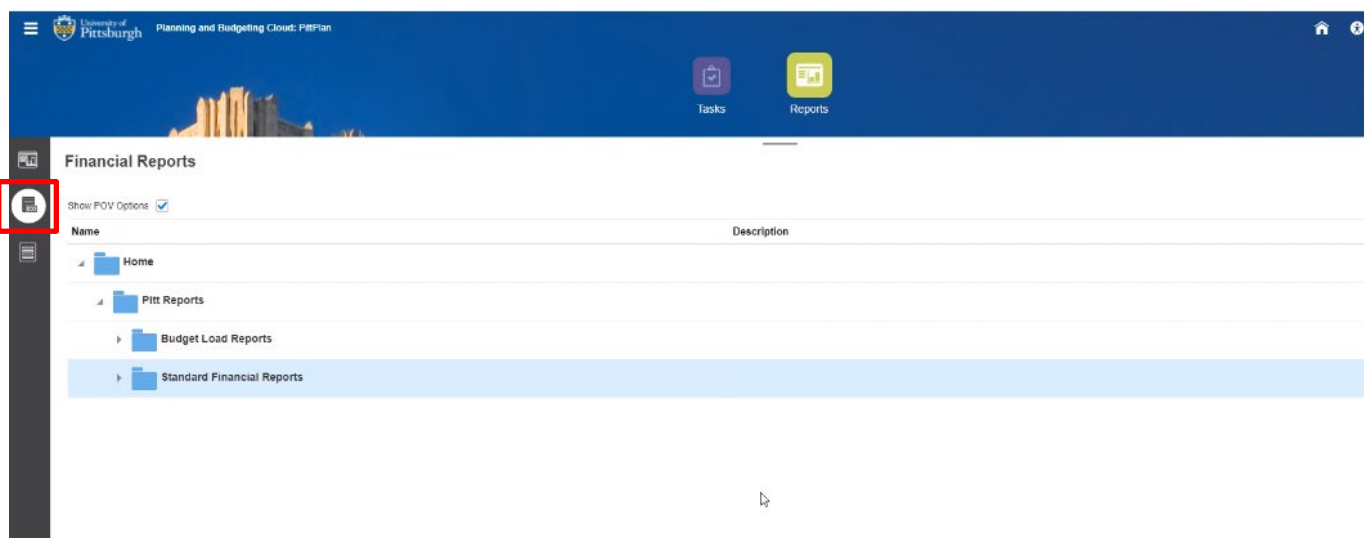 University of
Pittsburgh
Planning and Budgeting Cloud: PittPlan
Tasks
Reports
Financial Reports
Show POV Options
Name
Description
Home
Pitt Reports
Budget Load Reports
Standard Financial Reports